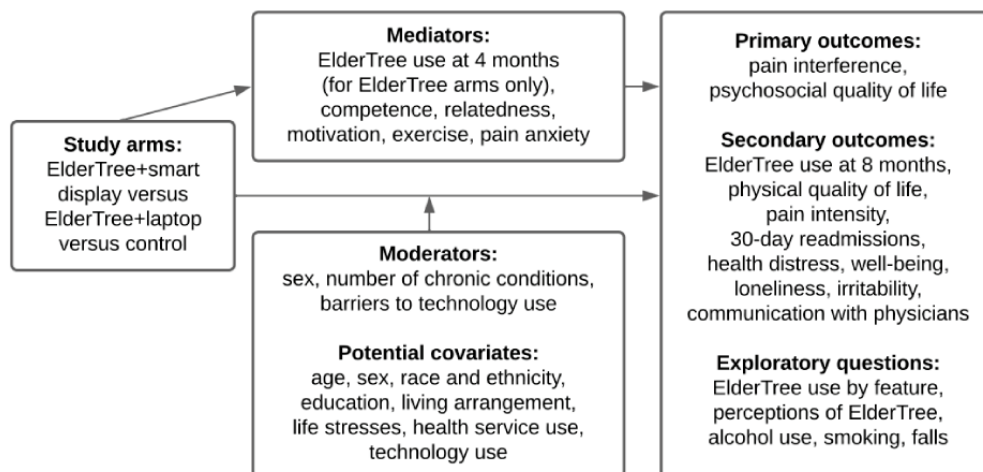 Study arms:
ElderTree+smart
display versus
ElderTree+laptop
versus control
Mediators:
ElderTree use at 4 months
(for ElderTree arms only),
competence, relatedness,
motivation, exercise, pain anxiety
Moderators:
sex, number of chronic conditions,
barriers to technology use
Potential covariates:
age, sex, race and ethnicity,
education, living arrangement,
life stresses, health service use,
technology use
Primary outcomes:
pain interference,
psychosocial quality of life
Secondary outcomes:
ElderTree use at 8 months,
physical quality of life,
pain intensity,
30-day readmissions,
health distress, well-being,
loneliness, irritability,
communication with physicians
Exploratory questions:
ElderTree use by feature,
perceptions of ElderTree,
alcohol use, smoking, falls